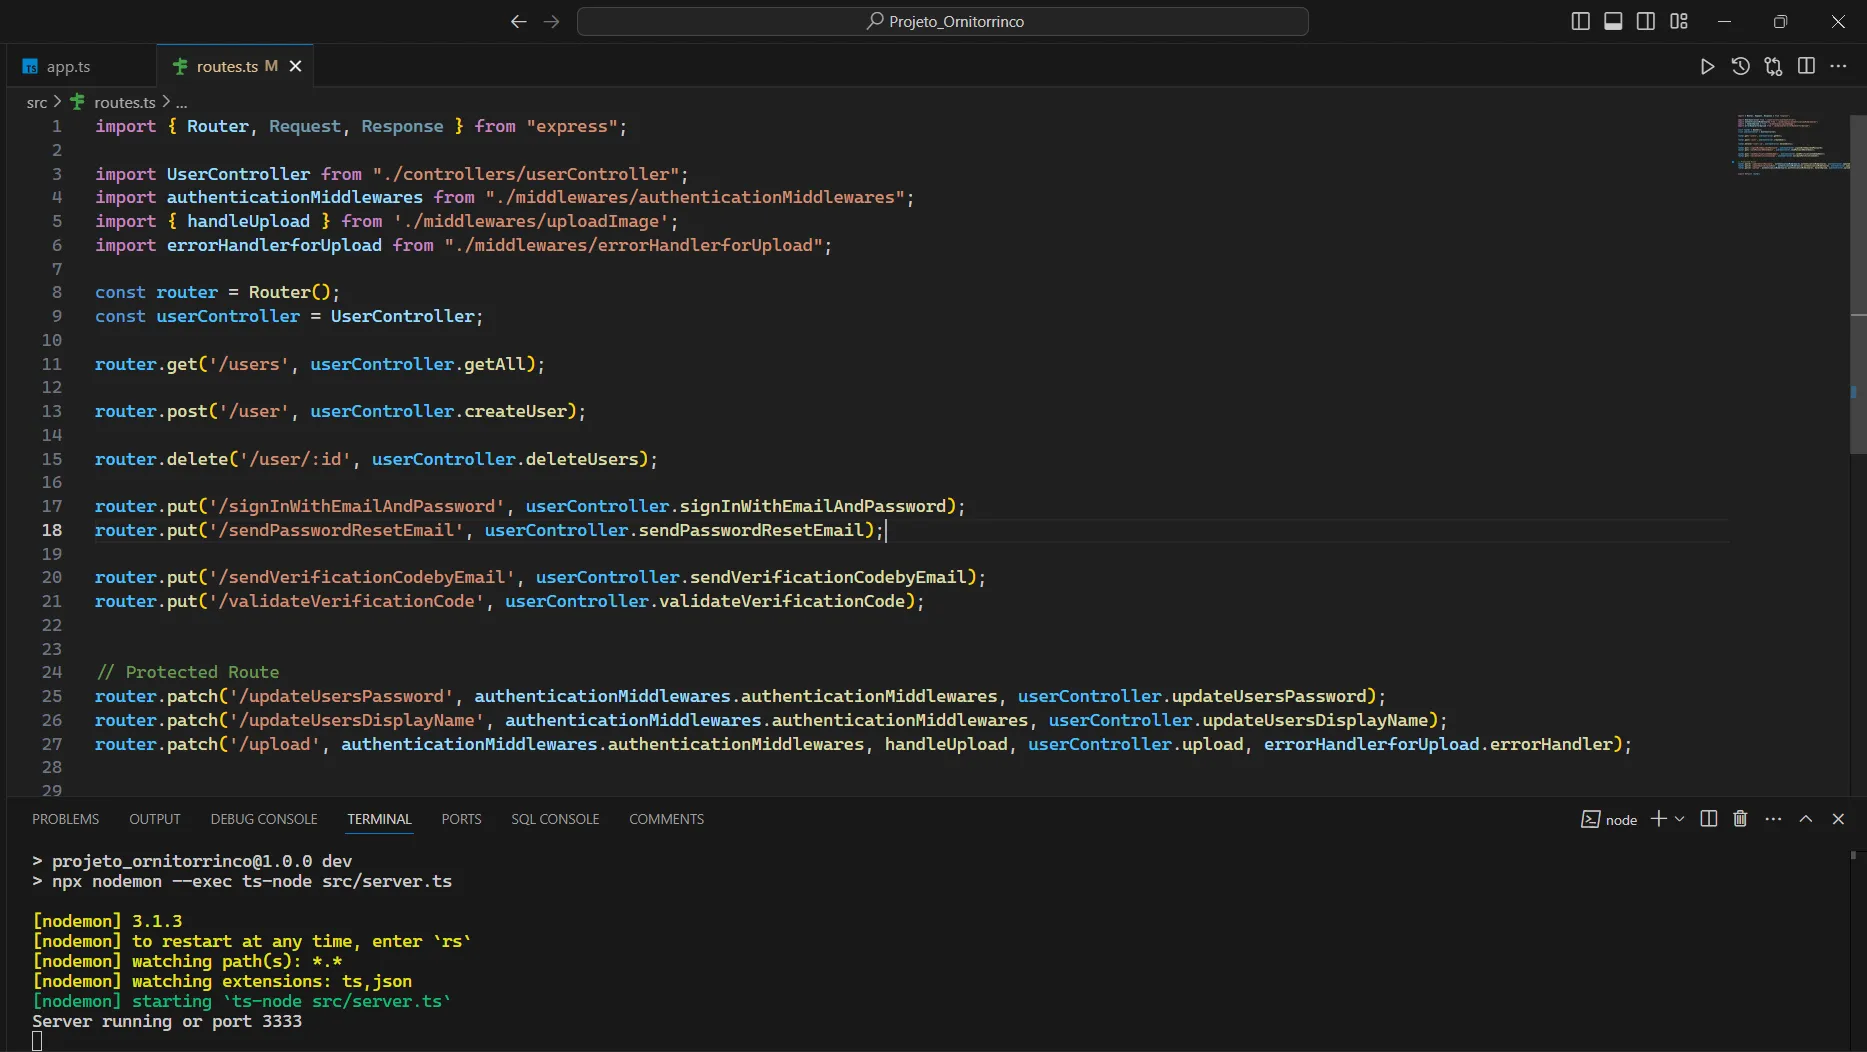 Projeto_Ornitorrinco
app.ts
routes.ts M
src > routes.ts > ...
1 import { Router, Request, Response } from "express";
2
3 import UserController from "./controllers/userController";
4 import authenticationMiddlewares from "./middlewares/authenticationMiddlewares";
5 import { handleUpload } from './middlewares/uploadImage';
6 import errorHandlerforUpload from "./middlewares/errorHandlerforUpload";
7
8 const router = Router();
9 const userController = UserController;
10
11 router.get('/users', userController.getAll);
12
13 router.post('/user', userController.createUser);
14
15 router.delete('/user/:id', userController.deleteUsers);
16
17 router.put('/signInWithEmailAndPassword', userController.signInWithEmailAndPassword);
18 router.put('/sendPasswordResetEmail', userController.sendPasswordResetEmail);
19
20 router.put('/sendVerificationCodebyEmail', userController.sendVerificationCodebyEmail);
21 router.put('/validateVerificationCode', userController.validateVerificationCode);
22
23
24 // Protected Route
25 router.patch('/updateUsersPassword', authenticationMiddlewares.authenticationMiddlewares, userController.updateUsersPassword);
26 router.patch('/updateUsersDisplayName', authenticationMiddlewares.authenticationMiddlewares, userController.updateUsersDisplayName);
27 router.patch('/upload', authenticationMiddlewares.authenticationMiddlewares, handleUpload, userController.upload, errorHandlerforUpload.errorHandler);
28
29
PROBLEMS OUTPUT DEBUG CONSOLE TERMINAL PORTS SQL CONSOLE COMMENTS node
> projeto_ornitorrinco@1.0.0 dev
> npx nodemon --exec ts-node src/server.ts
[nodemon] 3.1.3
[nodemon] to restart at any time, enter `rs`
[nodemon] watching path(s): *.*
[nodemon] watching extensions: ts,json
[nodemon] starting `ts-node src/server.ts`
Server running or port 3333